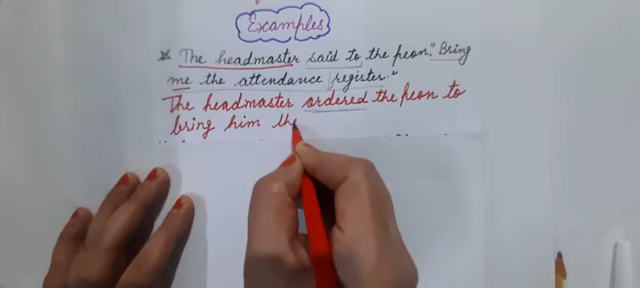 Examples
* The headmaster said to the peon, "Bring
me the attendance register."
The headmaster ordered the peon to
bring him the